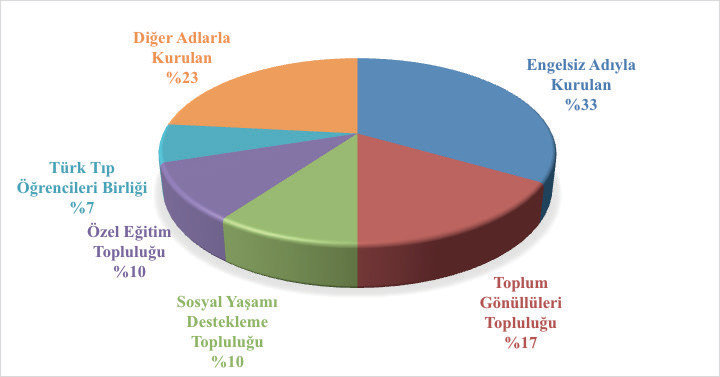 Diğer Adlarla
Kurulan
%23
Engelsiz Adıyla
Kurulan
%33
Türk Tıp
Öğrencileri Birliği
%7
Özel Eğitim
Topluluğu
%10
Sosyal Yaşamı
Destekleme
Topluluğu
%10
Toplum
Gönüllüleri
Topluluğu
%17